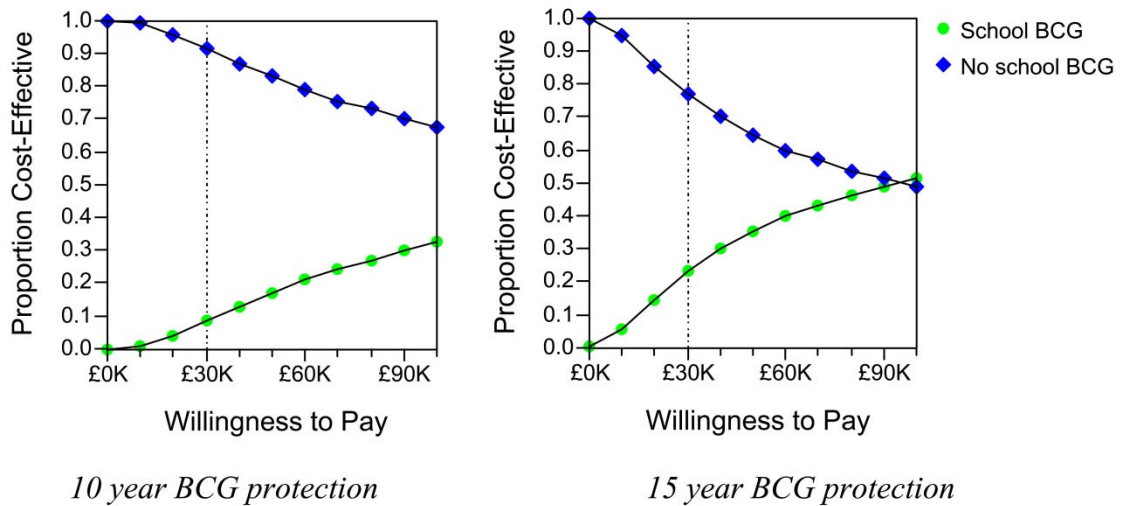 1.0
0.9
0.8
0.7
0.6
0.5
0.4
0.3
0.2
0.1
0.0
Proportion Cost-Effective
£0K £30K £60K £90K
Willingness to Pay
10 year BCG protection
1.0
0.9
0.8
0.7
0.6
0.5
0.4
0.3
0.2
0.1
0.0
Proportion Cost-Effective
£0K £30K £60K £90K
Willingness to Pay
15 year BCG protection
School BCG
No school BCG